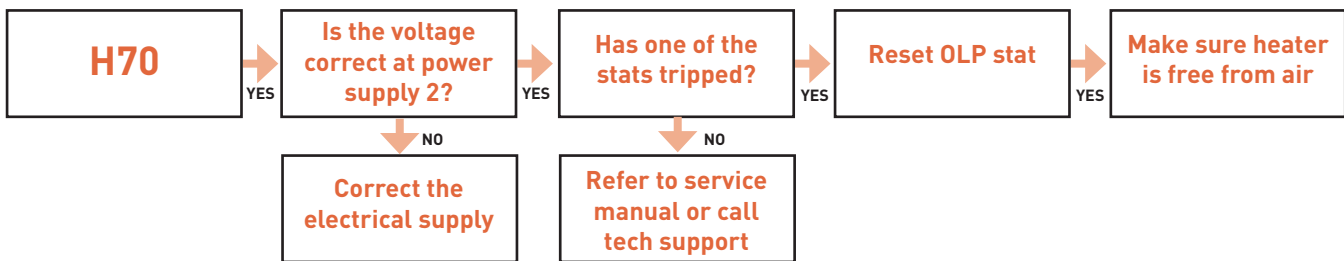 H70
YES
Is the voltage
correct at power
supply 2?
YES
Has one of the
stats tripped?
YES
Reset OLP stat
YES
Make sure heater
is free from air
NO
Correct the
electrical supply
NO
Refer to service
manual or call
tech support